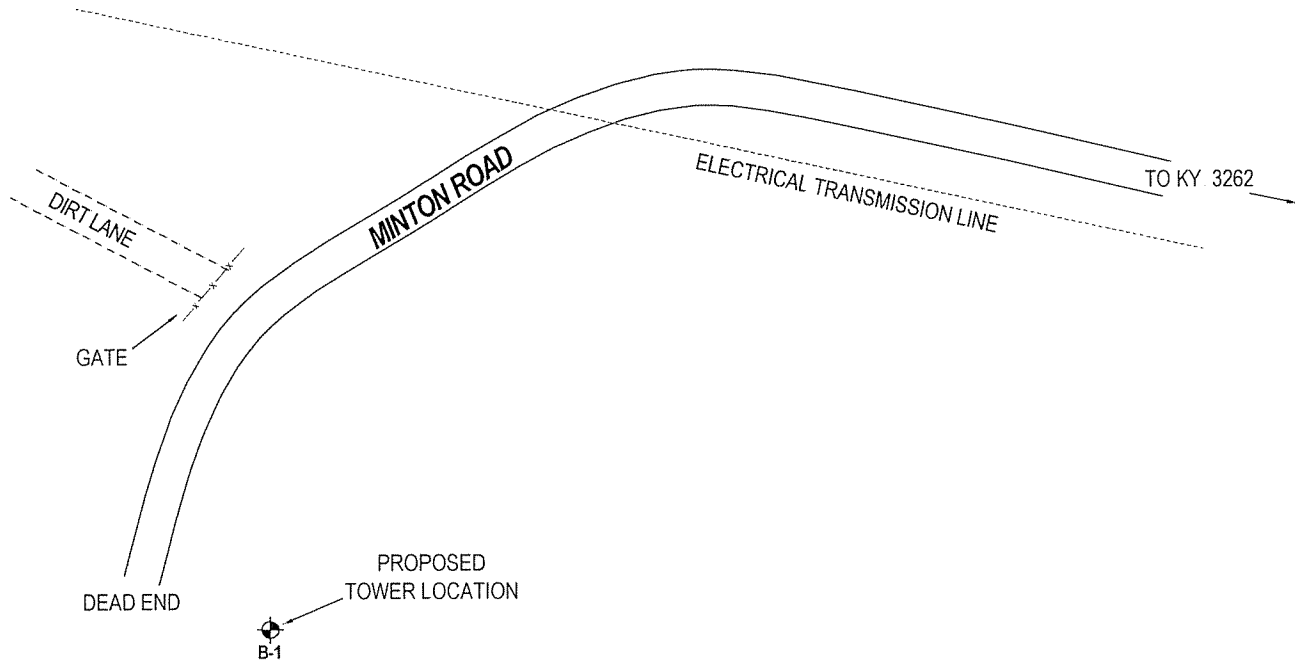 MINTON ROAD
ELECTRICAL TRANSMISSION LINE
TO KY. 3262
DIRT LANE
GATE
DEAD END
PROPOSED
TOWER LOCATION
B-1